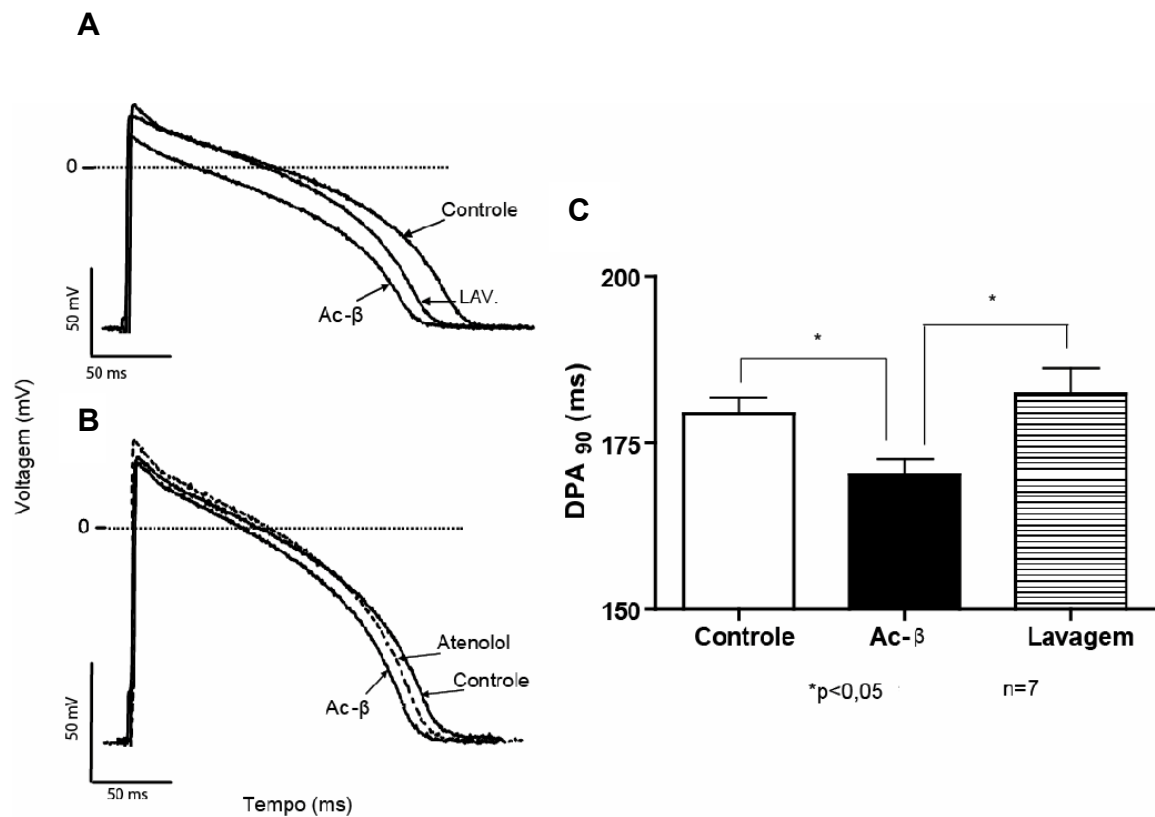 A
0
Controle
LAV.
Ac-β
50 mV
50 ms
Voltagem (mV)
B
0
Atenolol
Controle
Ac-β
50 mV
50 ms
Tempo (ms)
C
200
175
150
DPA 90 (ms)
*
*
Controle
Ac-β
Lavagem
*p<0,05
n=7